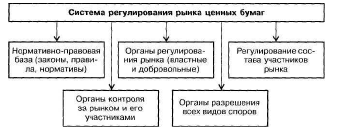 Система регулирования рынка ценных бумаг
Нормативно-правовая
база (законы, прави-
ла, нормативы)
Органы регулирова-
ния рынка (властные
и добровольные)
Регулирование сос-
тава участников
рынка
Органы контроля
за рынком и его
участниками
Органы разрешения
всех видов споров